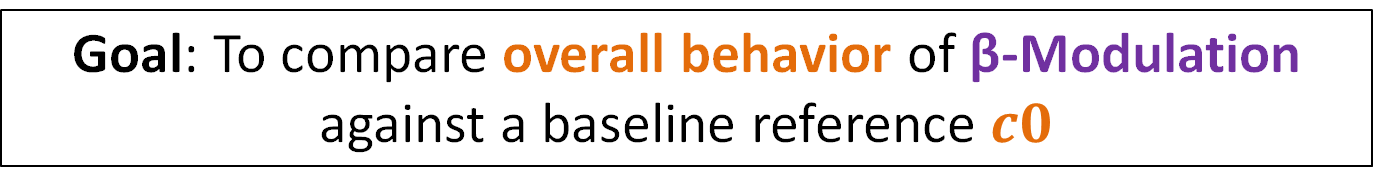 Goal: To compare overall behavior of β-Modulation
against a baseline reference c0